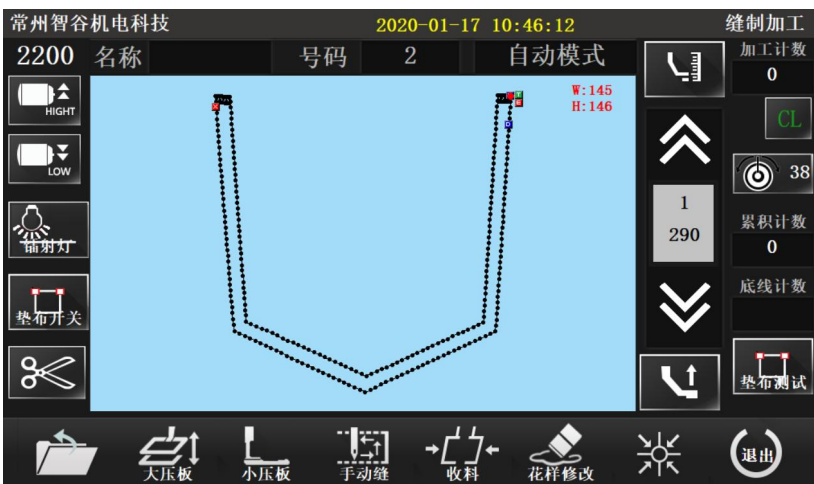 常州智谷机电科技 2020-01-17 10:46:12 缝制加工
2200 名称 号码 2 自动模式 加工计数
0
HIGHT
W:145
H:146
CL
LOW
38
1
290
镭射灯
累积计数
0
底线计数
垫布开关
垫布测试
大压板 小压板 手动缝 收料 花样修改 退出